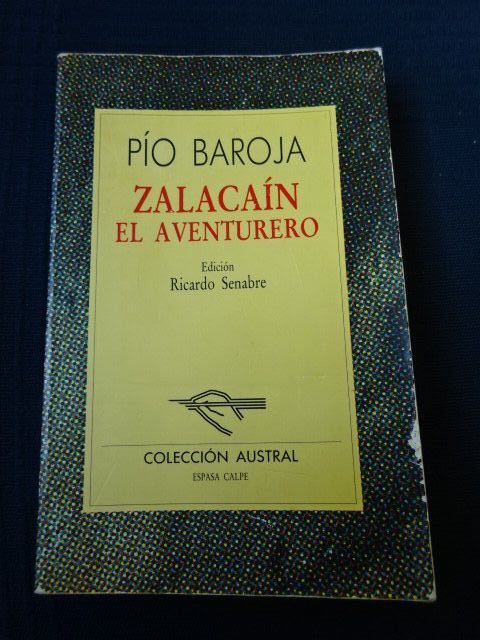 PÍO BAROJA
ZALACAÍN
EL AVENTURERO
Edición
Ricardo Senabre
COLECCIÓN AUSTRAL
ESPASA CALPE